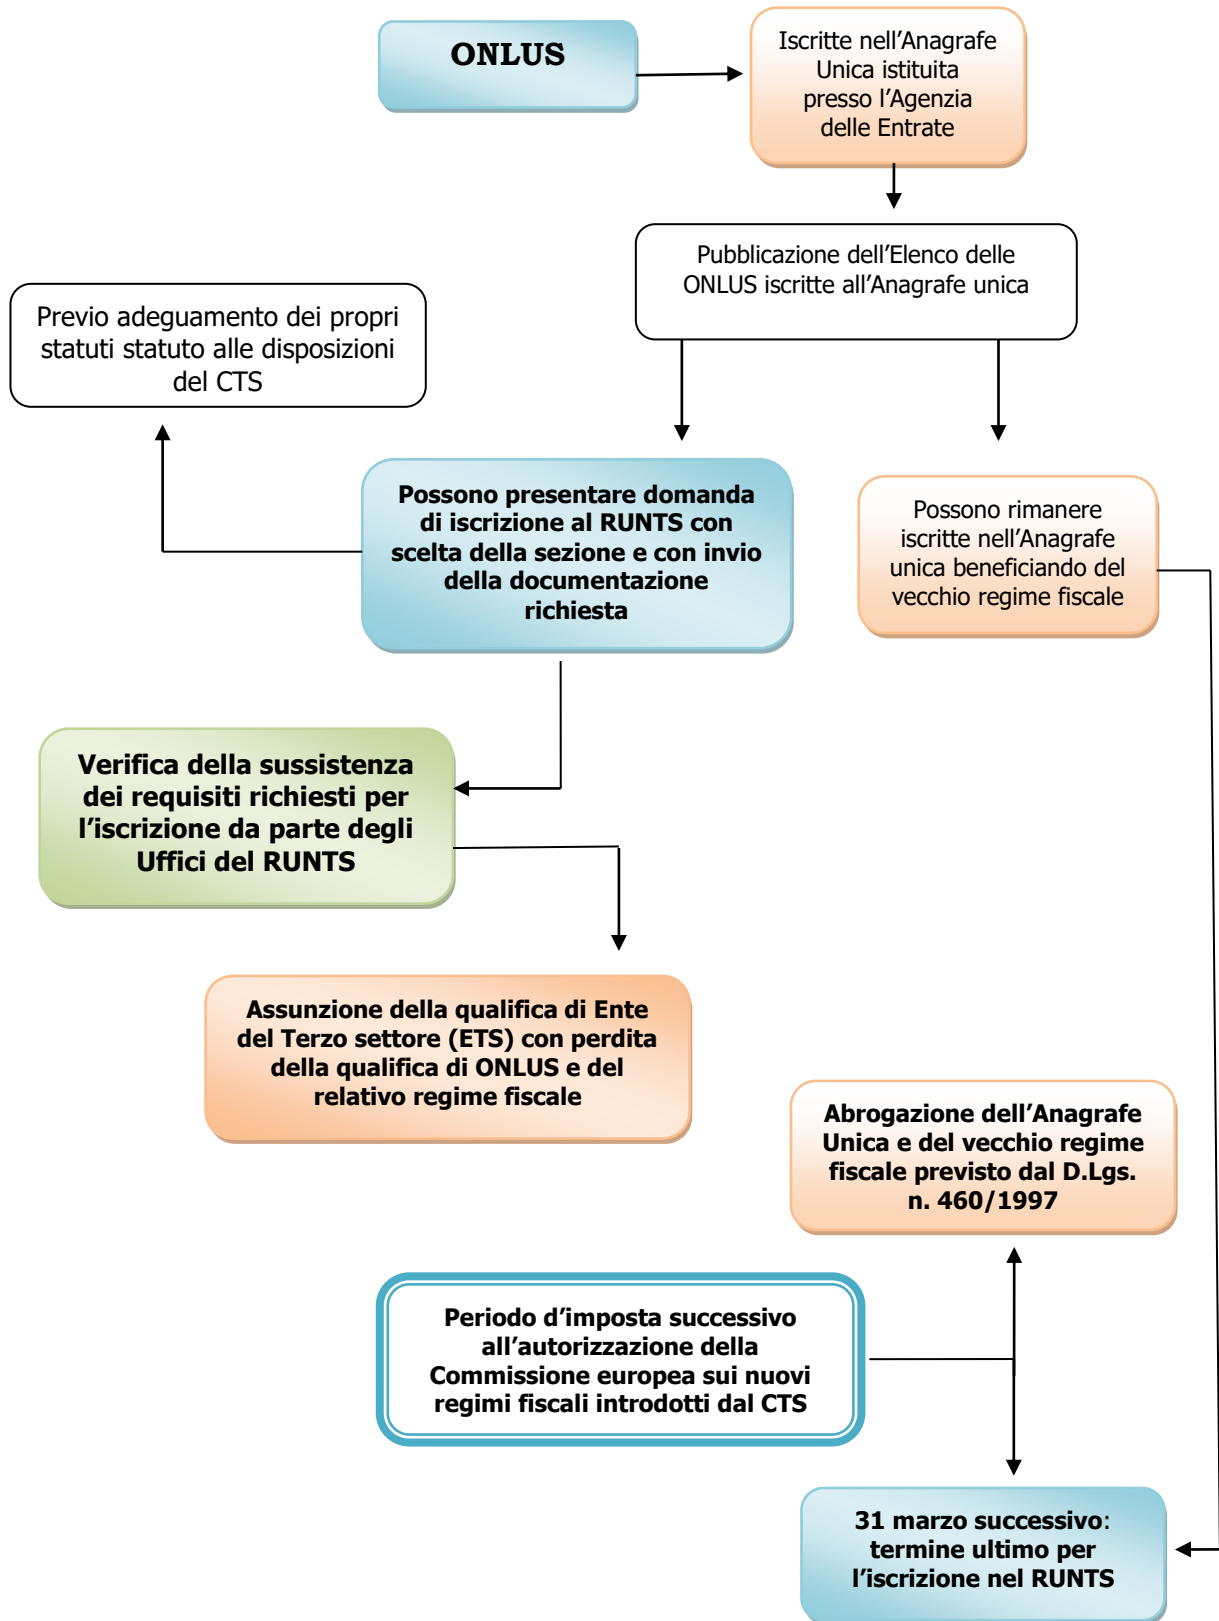 ONLUS
Iscritte nell'Anagrafe
Unica istituita
presso l'Agenzia
delle Entrate
Pubblicazione dell'Elenco delle
ONLUS iscritte all'Anagrafe unica
Previo adeguamento dei propri
statuti statuto alle disposizioni
del CTS
Possono presentare domanda
di iscrizione al RUNTS con
scelta della sezione e con invio
della documentazione
richiesta
Possono rimanere
iscritte nell'Anagrafe
unica beneficiando del
vecchio regime fiscale
Verifica della sussistenza
dei requisiti richiesti per
l'iscrizione da parte degli
Uffici del RUNTS
Assunzione della qualifica di Ente
del Terzo settore (ETS) con perdita
della qualifica di ONLUS e del
relativo regime fiscale
Abrogazione dell'Anagrafe
Unica e del vecchio regime
fiscale previsto dal D.Lgs.
n. 460/1997
Periodo d'imposta successivo
all'autorizzazione della
Commissione europea sui nuovi
regimi fiscali introdotti dal CTS
31 marzo successivo:
termine ultimo per
l'iscrizione nel RUNTS